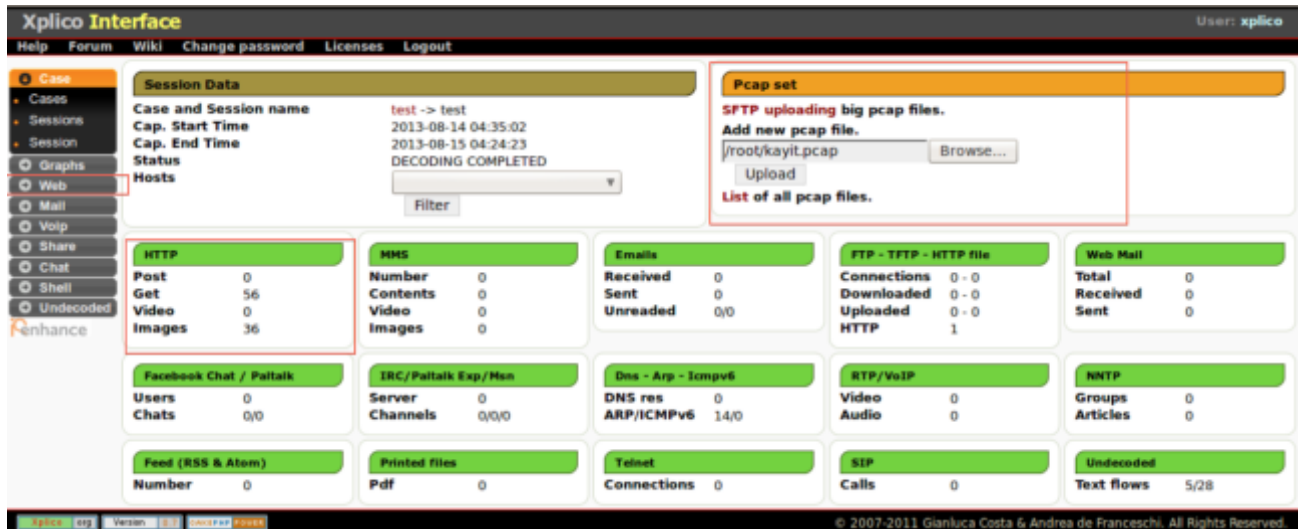 Xplico Interface
User: xplico
Help Forum Wiki Change password Licenses Logout
Case
Cases
Sessions
Session
Graphs
Web
Mail
Voip
Share
Chat
Shell
Undecoded
Session Data
Case and Session name test -> test
Cap. Start Time 2013-08-14 04:35:02
Cap. End Time 2013-08-15 04:24:23
Status DECODING COMPLETED
Hosts
Filter
Pcap set
SFTP uploading big pcap files.
Add new pcap file.
/root/kayit.pcap Browse...
Upload
List of all pcap files.
HTTP
Post 0
Get 56
Video 0
Images 36
MMS
Number 0
Contents 0
Video 0
Images 0
Emails
Received 0
Sent 0
Unreaded 0/0
FTP - TFTP - HTTP file
Connections 0 - 0
Downloaded 0 - 0
Uploaded 0 - 0
HTTP 1
Web Mail
Total 0
Received 0
Sent 0
Facebook Chat / Paltalk
Users 0
Chats 0/0
IRC/Paltalk Exp/Msn
Server 0
Channels 0/0/0
Dns - Arp - Icmpv6
DNS res 0
ARP/ICMPv6 14/0
RTP/VoIP
Video 0
Audio 0
NNTP
Groups 0
Articles 0
Feed (RSS & Atom)
Number 0
Printed files
Pdf 0
Telnet
Connections 0
SIP
Calls 0
Undecoded
Text flows 5/28
Xplico org Version CAKEPHP POWER
© 2007-2011 Gianluca Costa & Andrea de Franceschi. All Rights Reserved.